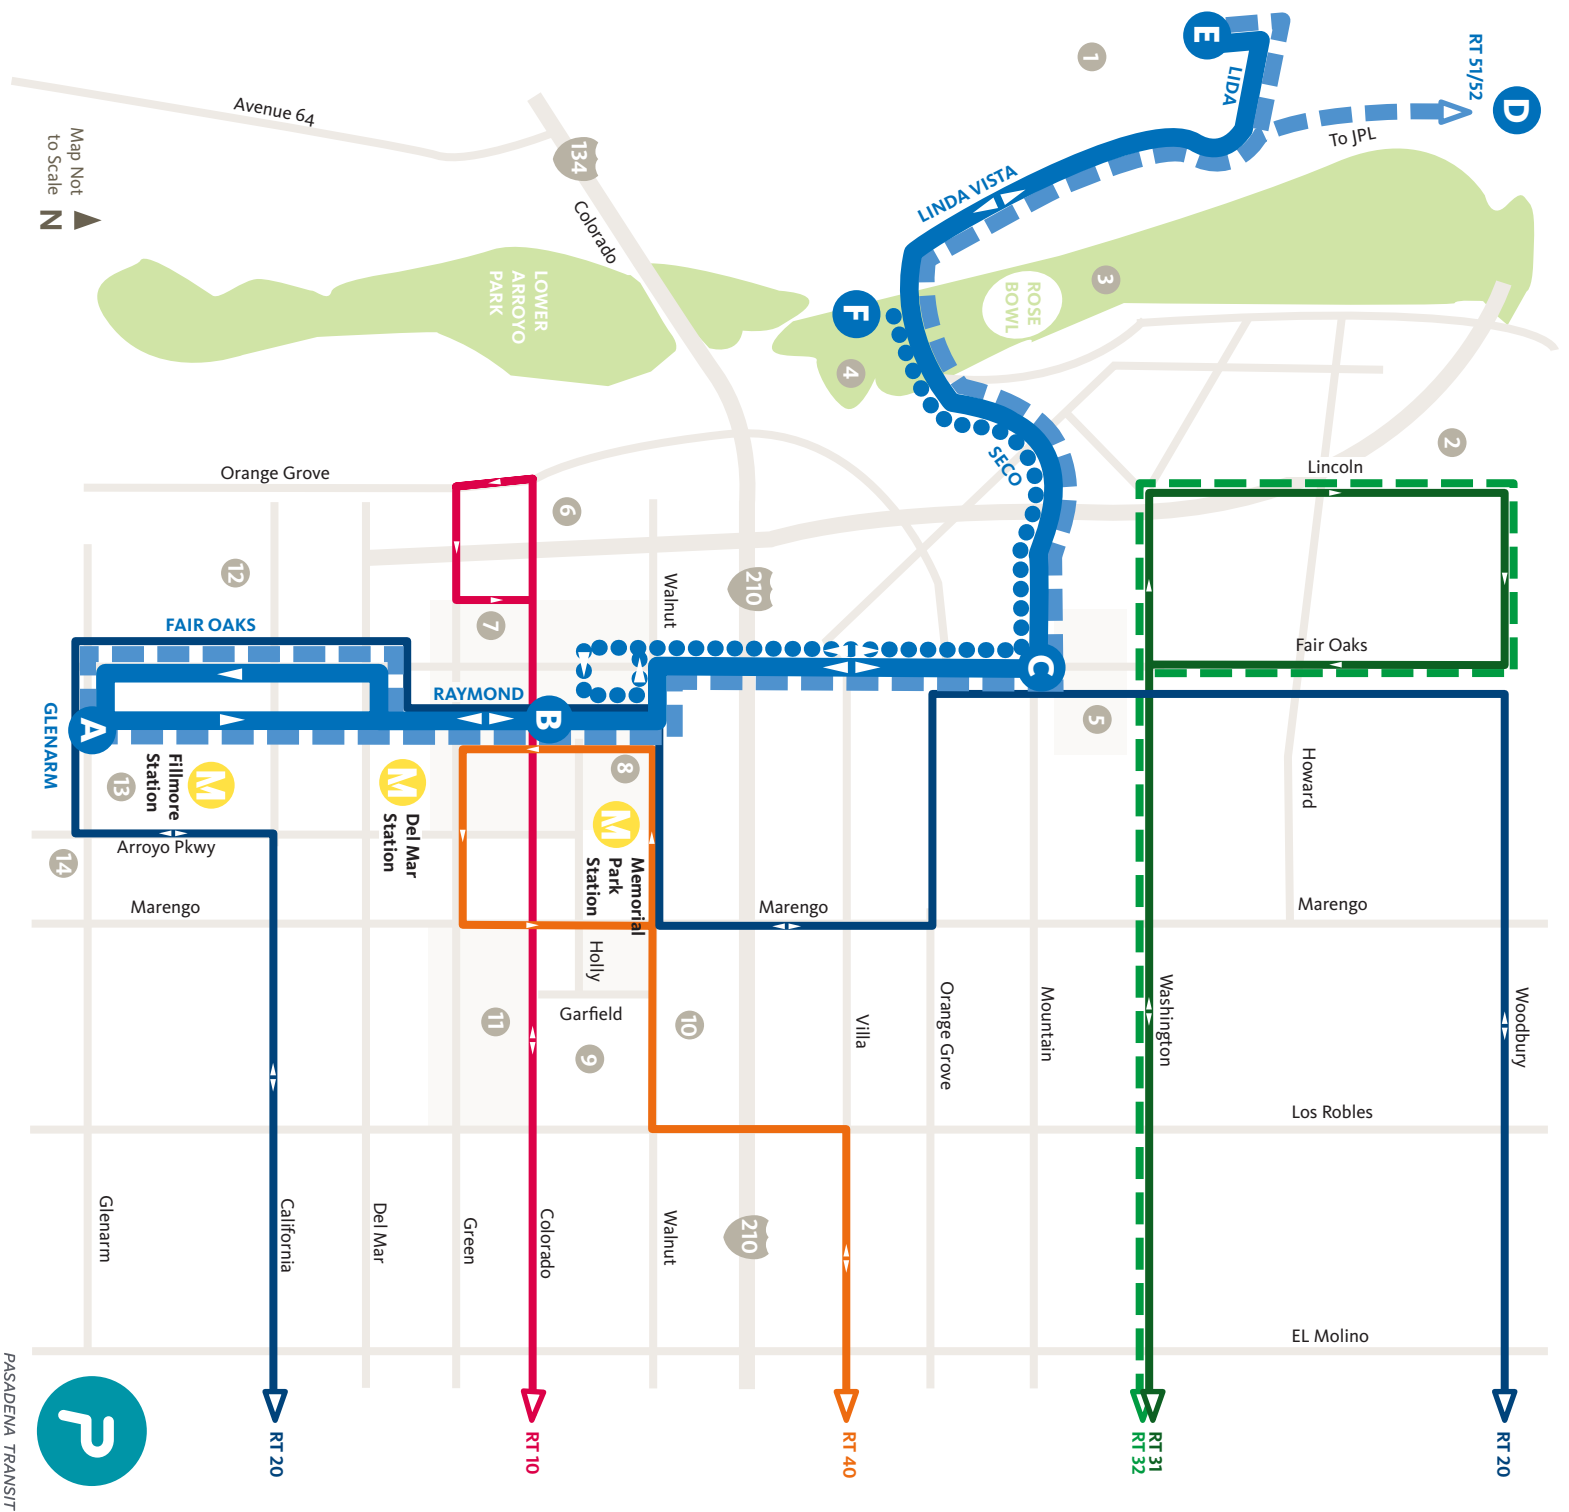 E
D
RT 51/52
LIDA
To JPL
1
Avenue 64
134
Map Not
to Scale
N
Colorado
LINDA VISTA
LOWER
ARROYO
PARK
ROSE
BOWL
3
F
4
2
SECO
Lincoln
Orange Grove
6
12
7
Walnut
210
FAIR OAKS
Fair Oaks
RAYMOND
B
C
5
GLENARM
A
13
Fillmore
Station
M
M
Del Mar
Station
8
M
Memorial
Park
Station
Howard
Arroyo Pkwy
14
Marengo
Marengo
Marengo
Holly
Garfield
11
9
10
Villa
Orange Grove
Mountain
Washington
Woodbury
Los Robles
Glenarm
California
Del Mar
Green
Colorado
Walnut
210
EL Molino
RT 20
RT 10
RT 40
RT 32
RT 31
RT 20
P
PASADENA TRANSIT